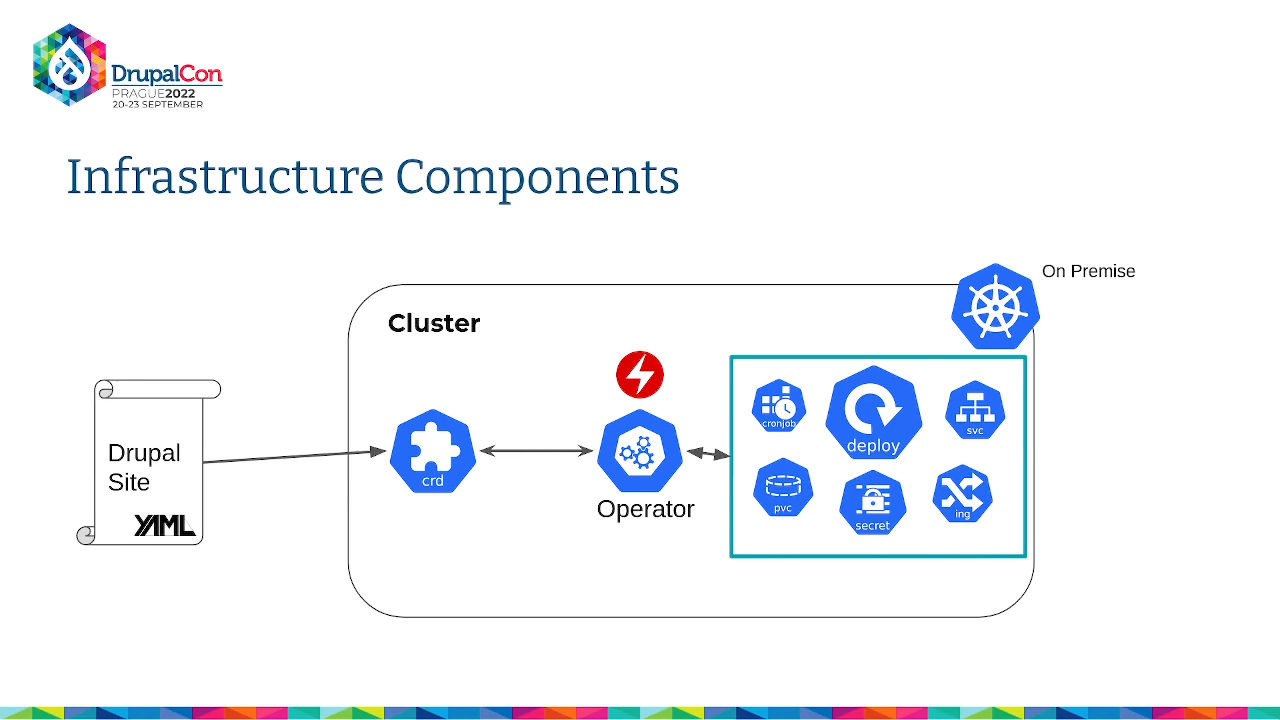 DrupalCon
PRAGUE2022
20-23 SEPTEMBER
Infrastructure Components
On Premise
Cluster
Drupal
Site
YAML
crd
Operator
cronjob
deploy
svc
pvc
secret
ing